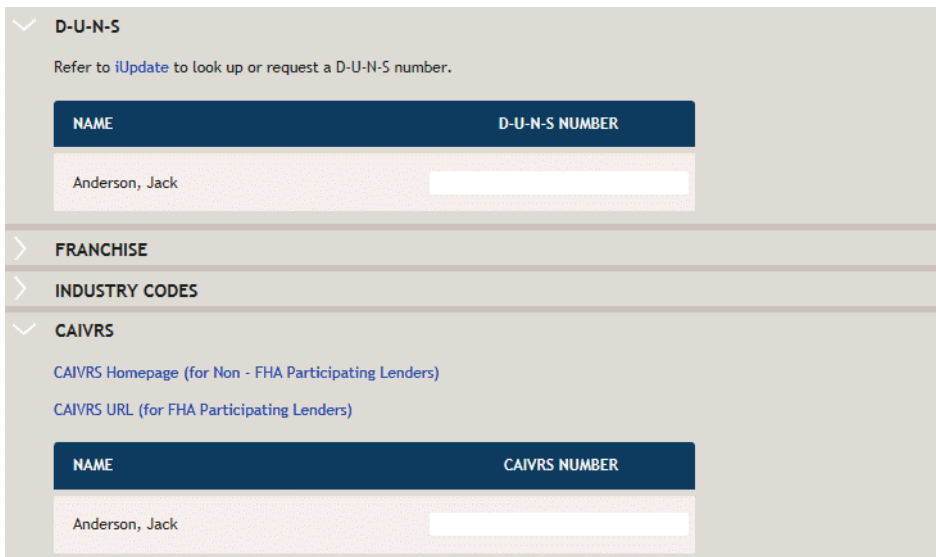 D-U-N-S
Refer to iUpdate to look up or request a D-U-N-S number.
NAME D-U-N-S NUMBER
Anderson, Jack
FRANCHISE
INDUSTRY CODES
CAIVRS
CAIVRS Homepage (for Non - FHA Participating Lenders)
CAIVRS URL (for FHA Participating Lenders)
NAME CAIVRS NUMBER
Anderson, Jack